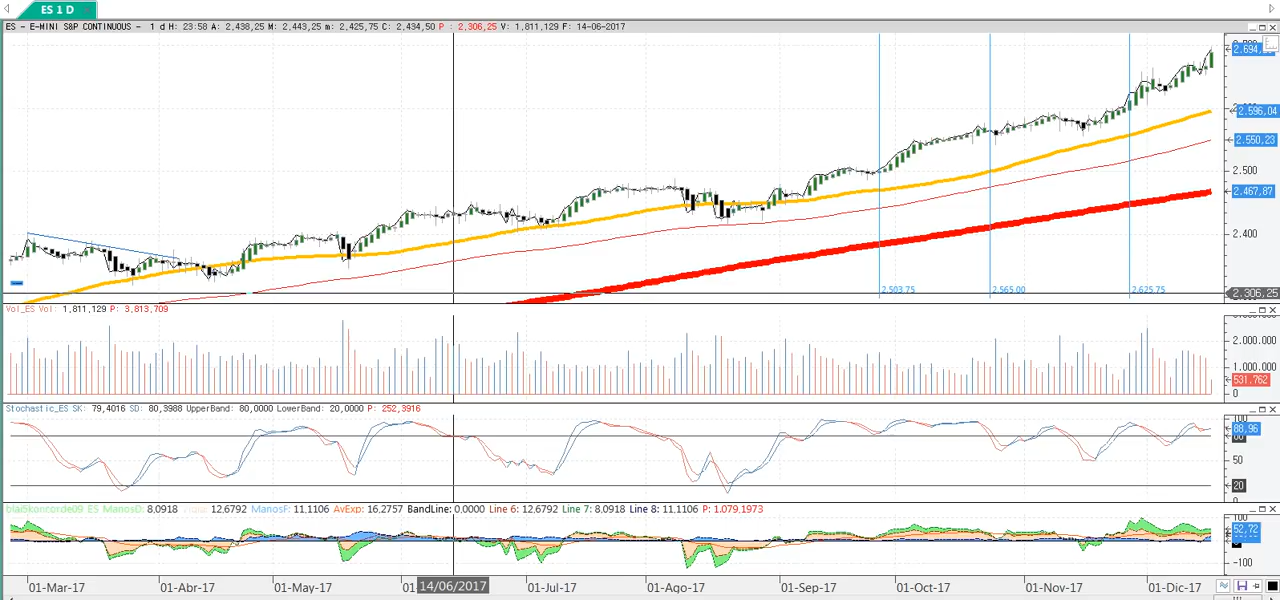 ES 1 D
ES - E-MINI S&P CONTINUOUS - 1 d H: 23:58 A: 2,438,25 M: 2,443,25 m: 2,425,75 C: 2,434,50 P : 2,306,25 V: 1,811,129 F: 14-06-2017
2.694
2.596,04
2.550,23
2.500
2.467,87
2.400
2.503.75
2.565.00
2.625.75
2.306,25
Vol_ES Vol: 1,811,129 P: 3,813,709
2.000.000
1.000.000
531.762
0
Stochastic_ES SK: 79,4016 SD: 80,3988 UpperBand: 80,0000 LowerBand: 20,0000 P: 252,3916
100
88,96
80
50
20
0
blai5koncorde09 ES ManosD: 8.0918 12.6792 ManosF: 11.1106 AvExp: 16.2757 BandLine: 0,0000 Line 6: 12.6792 Line 7: 8.0918 Line 8: 11.1106 P: 1.079,1973
100
52,72
-100
01-Mar-17
01-Abr-17
01-May-17
01
14/06/2017
01-Jul-17
01-Ago-17
01-Sep-17
01-Oct-17
01-Nov-17
01-Dic-17